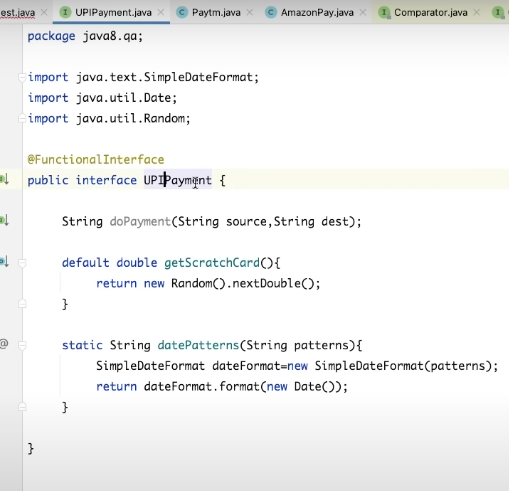 est.java UPIPayment.java Paytm.java AmazonPay.java Comparator.java
package java8.qa;
import java.text.SimpleDateFormat;
import java.util.Date;
import java.util.Random;
@FunctionalInterface
public interface UPIPayment {
String doPayment(String source,String dest);
default double getScratchCard(){
return new Random().nextDouble();
}
static String datePatterns(String patterns){
SimpleDateFormat dateFormat=new SimpleDateFormat(patterns);
return dateFormat.format(new Date());
}
}